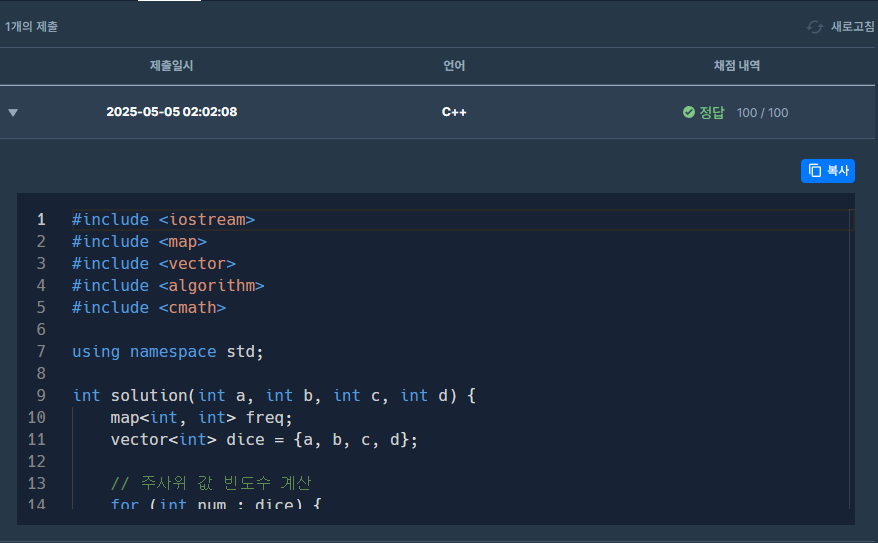 1개의 제출
새로고침
제출일시 언어 채점 내역
2025-05-05 02:02:08 C++ 정답 100 / 100
복사
1 #include <iostream>
2 #include <map>
3 #include <vector>
4 #include <algorithm>
5 #include <cmath>
6
7 using namespace std;
8
9 int solution(int a, int b, int c, int d) {
10     map<int, int> freq;
11     vector<int> dice = {a, b, c, d};
12
13     // 주사위 값 빈도수 계산
14     for (int num : dice) {